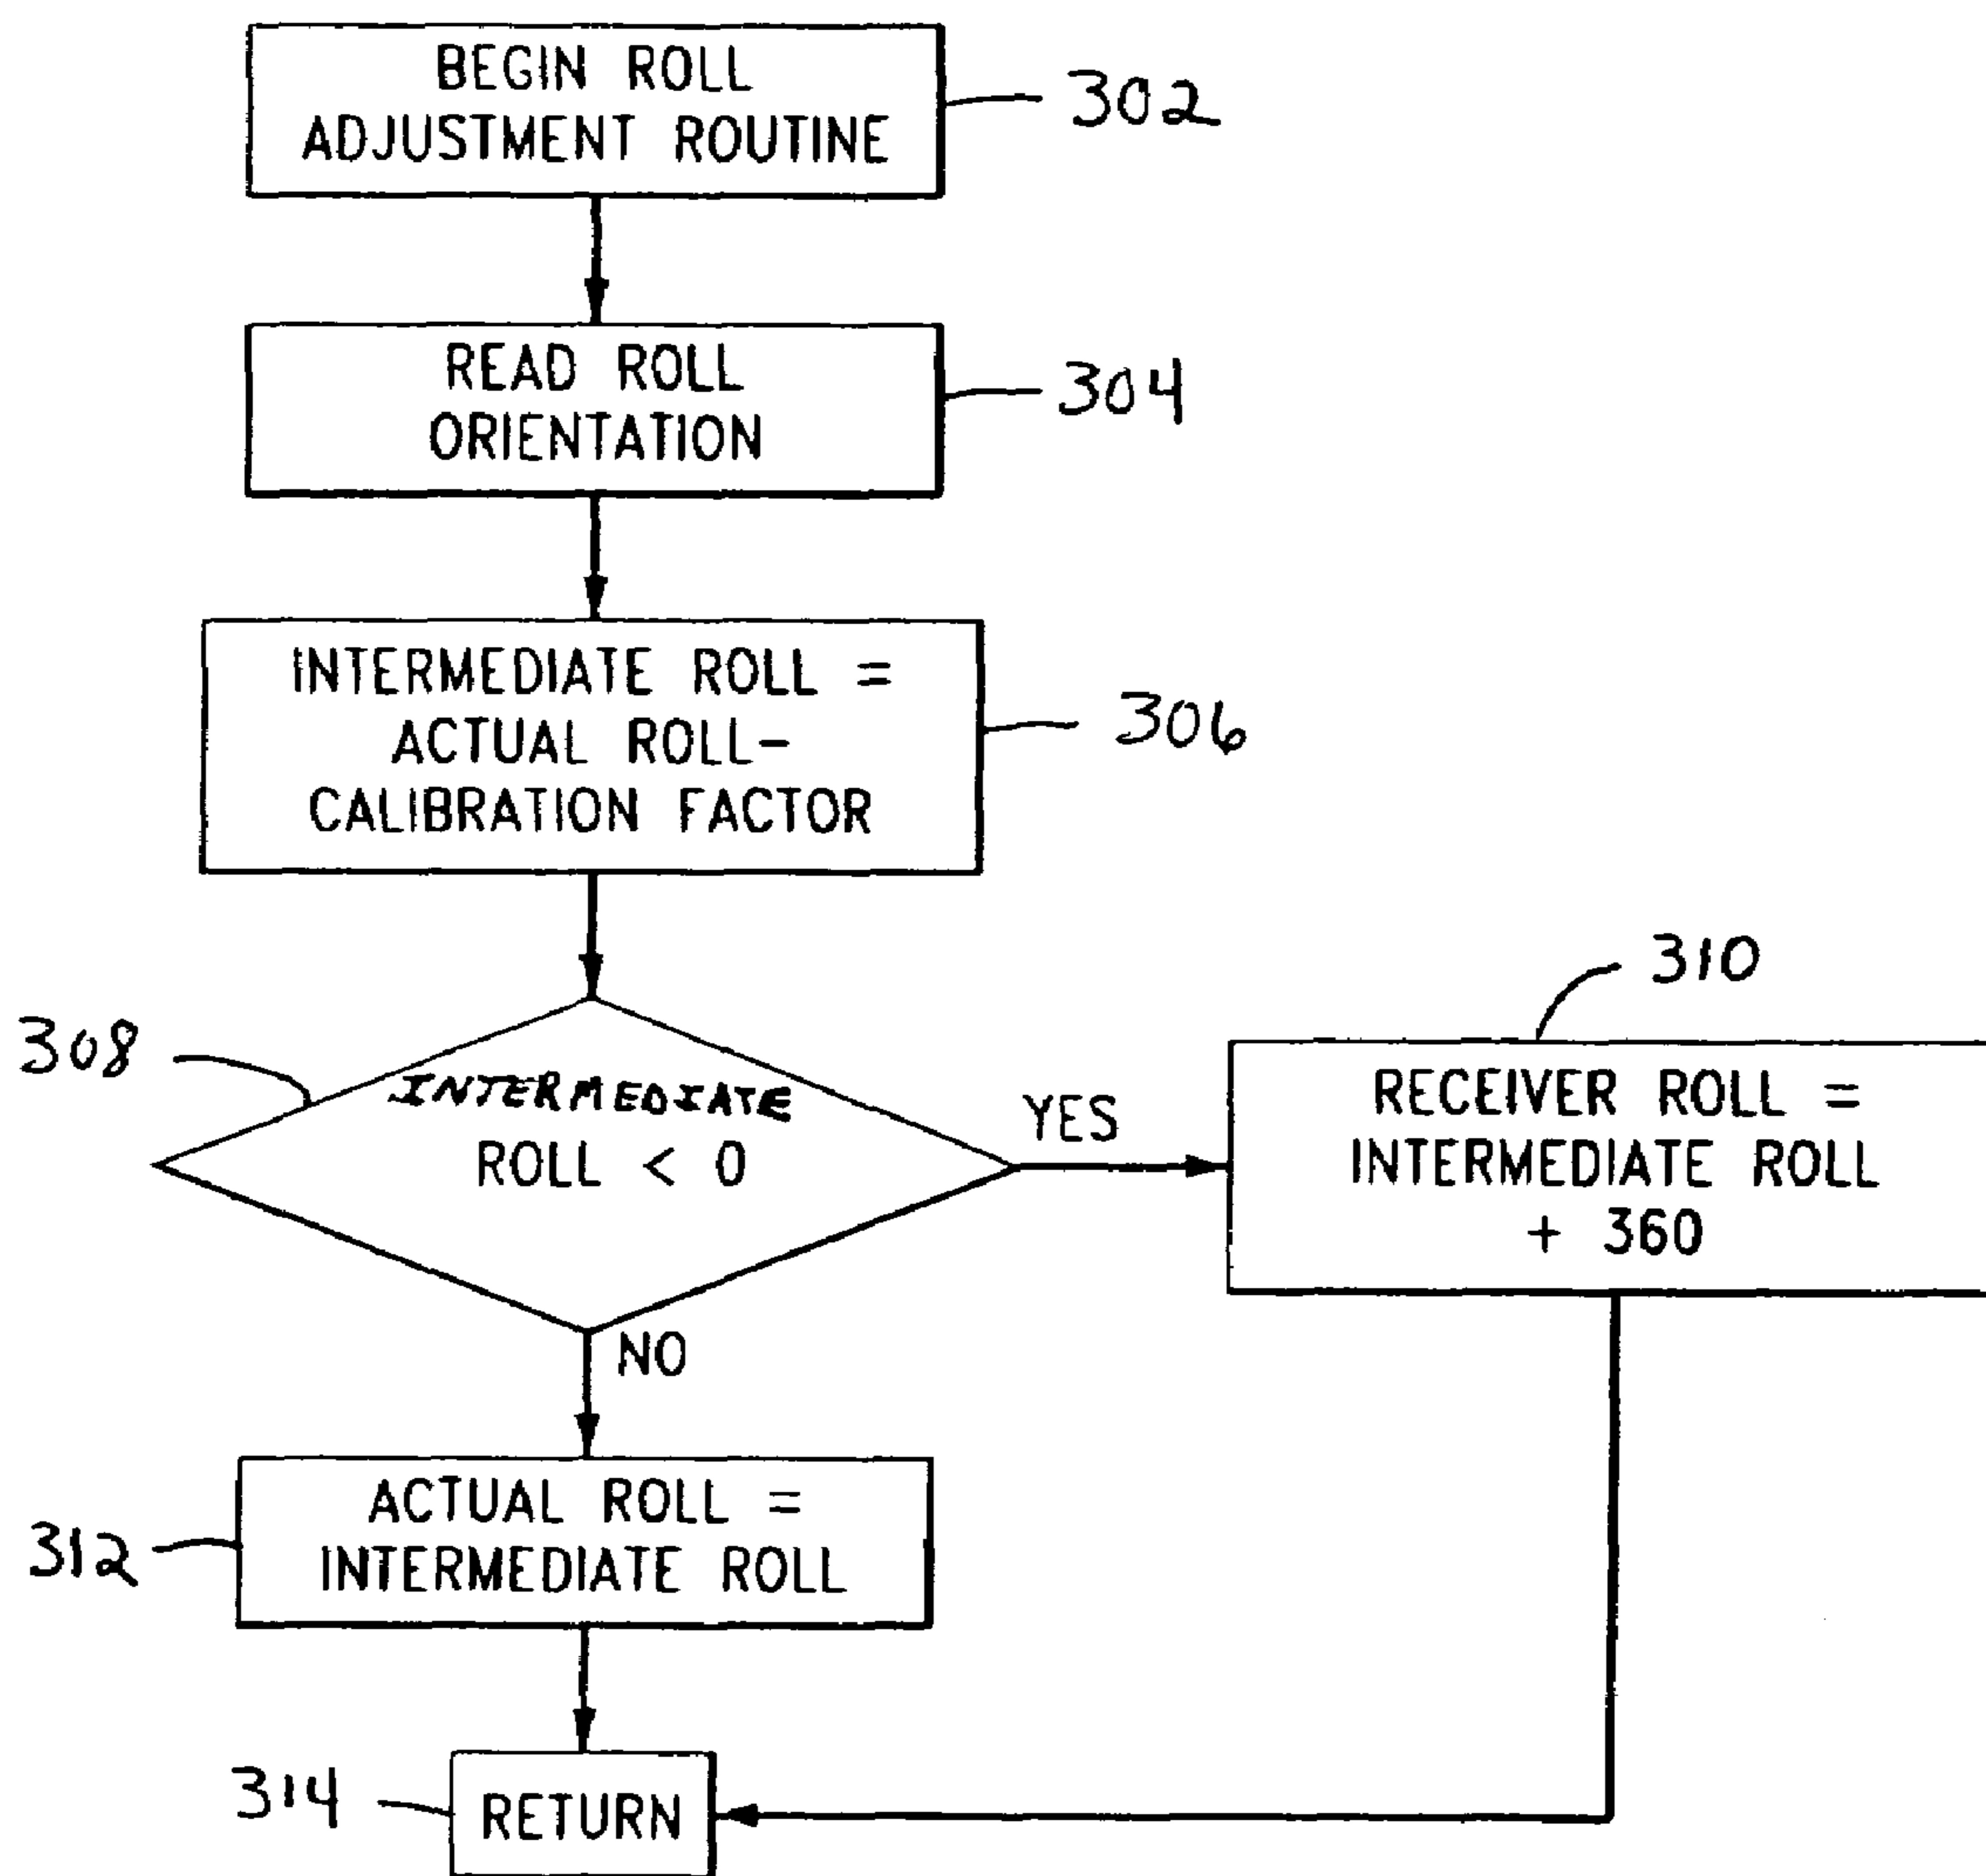 BEGIN ROLL
ADJUSTMENT ROUTINE
302
READ ROLL
ORIENTATION
304
INTERMEDIATE ROLL =
ACTUAL ROLL-
CALIBRATION FACTOR
306
308
INTERMEDIATE
ROLL < 0
YES
310
RECEIVER ROLL =
INTERMEDIATE ROLL
+ 360
NO
312
ACTUAL ROLL =
INTERMEDIATE ROLL
314
RETURN